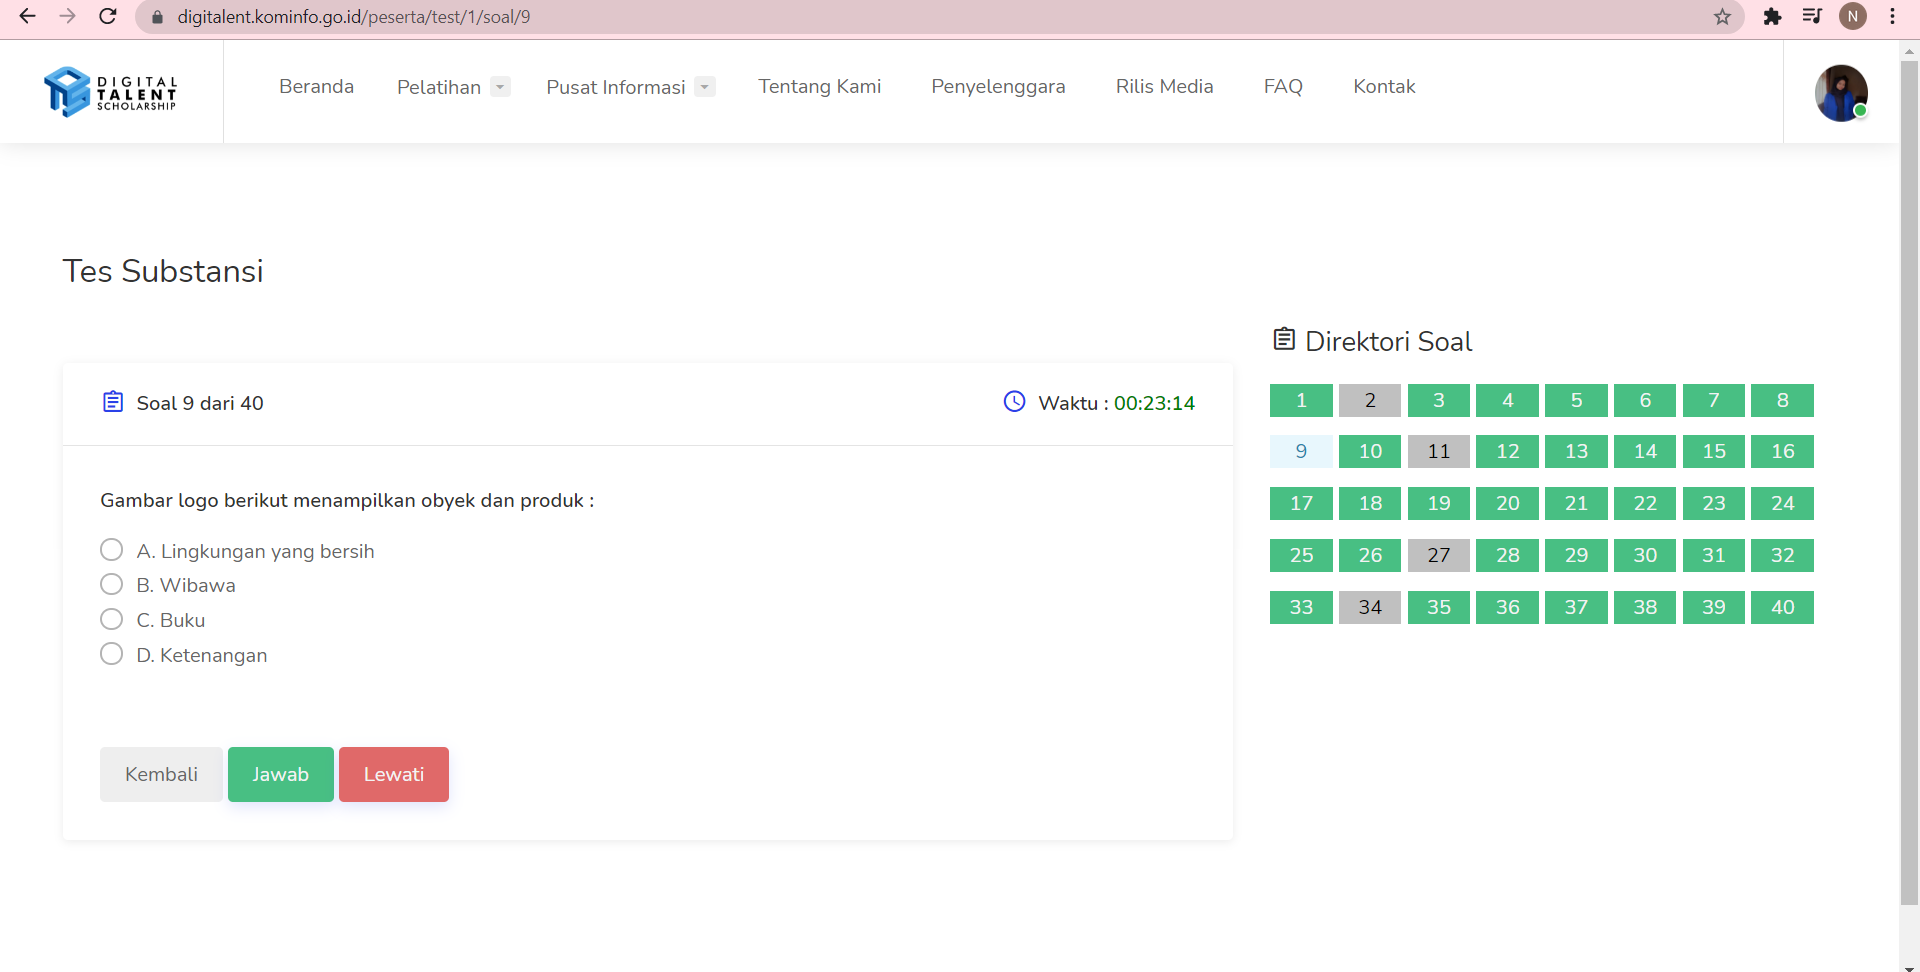 digitalent.kominfo.go.id/peserta/test/1/soal/9
N
DIGITAL
TALENT
SCHOLARSHIP
Beranda
Pelatihan
Pusat Informasi
Tentang Kami
Penyelenggara
Rilis Media
FAQ
Kontak
Tes Substansi
Soal 9 dari 40
Waktu : 00:23:14
Gambar logo berikut menampilkan obyek dan produk :
A. Lingkungan yang bersih
B. Wibawa
C. Buku
D. Ketenangan
Kembali
Jawab
Lewati
Direktori Soal
1 2 3 4 5 6 7 8
9 10 11 12 13 14 15 16
17 18 19 20 21 22 23 24
25 26 27 28 29 30 31 32
33 34 35 36 37 38 39 40